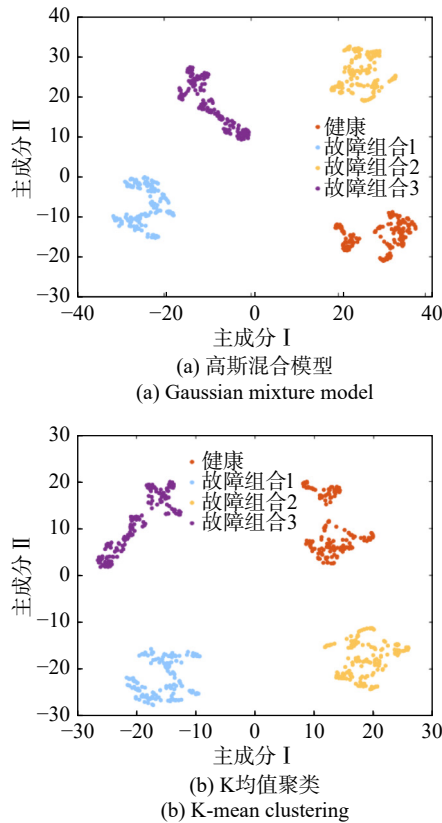 40
30
20
10
0
−10
−20
−30
主成分 II
健康
故障组合1
故障组合2
故障组合3
−40 −20 0 20 40
主成分 I
(a) 高斯混合模型
(a) Gaussian mixture model
30
20
10
0
−10
−20
−30
主成分 II
健康
故障组合1
故障组合2
故障组合3
−30 −20 −10 0 10 20 30
主成分 I
(b) K均值聚类
(b) K-mean clustering